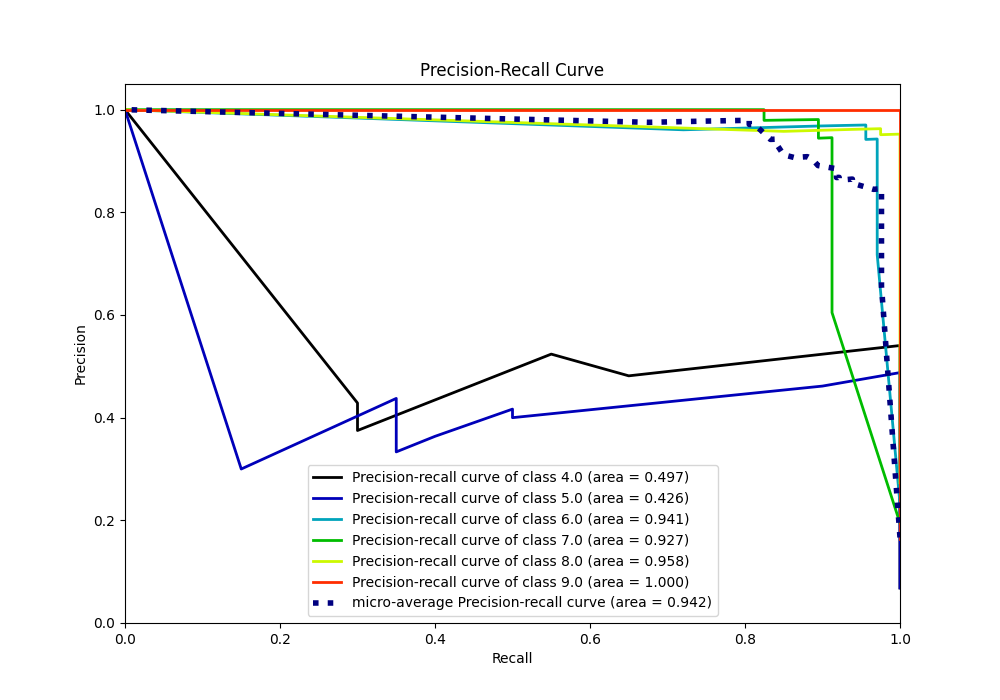 Precision-Recall Curve
1.0
0.8
0.6
0.4
0.2
0.0
Precision
Precision-recall curve of class 4.0 (area = 0.497)
Precision-recall curve of class 5.0 (area = 0.426)
Precision-recall curve of class 6.0 (area = 0.941)
Precision-recall curve of class 7.0 (area = 0.927)
Precision-recall curve of class 8.0 (area = 0.958)
Precision-recall curve of class 9.0 (area = 1.000)
micro-average Precision-recall curve (area = 0.942)
0.0 0.2 0.4 0.6 0.8 1.0
Recall